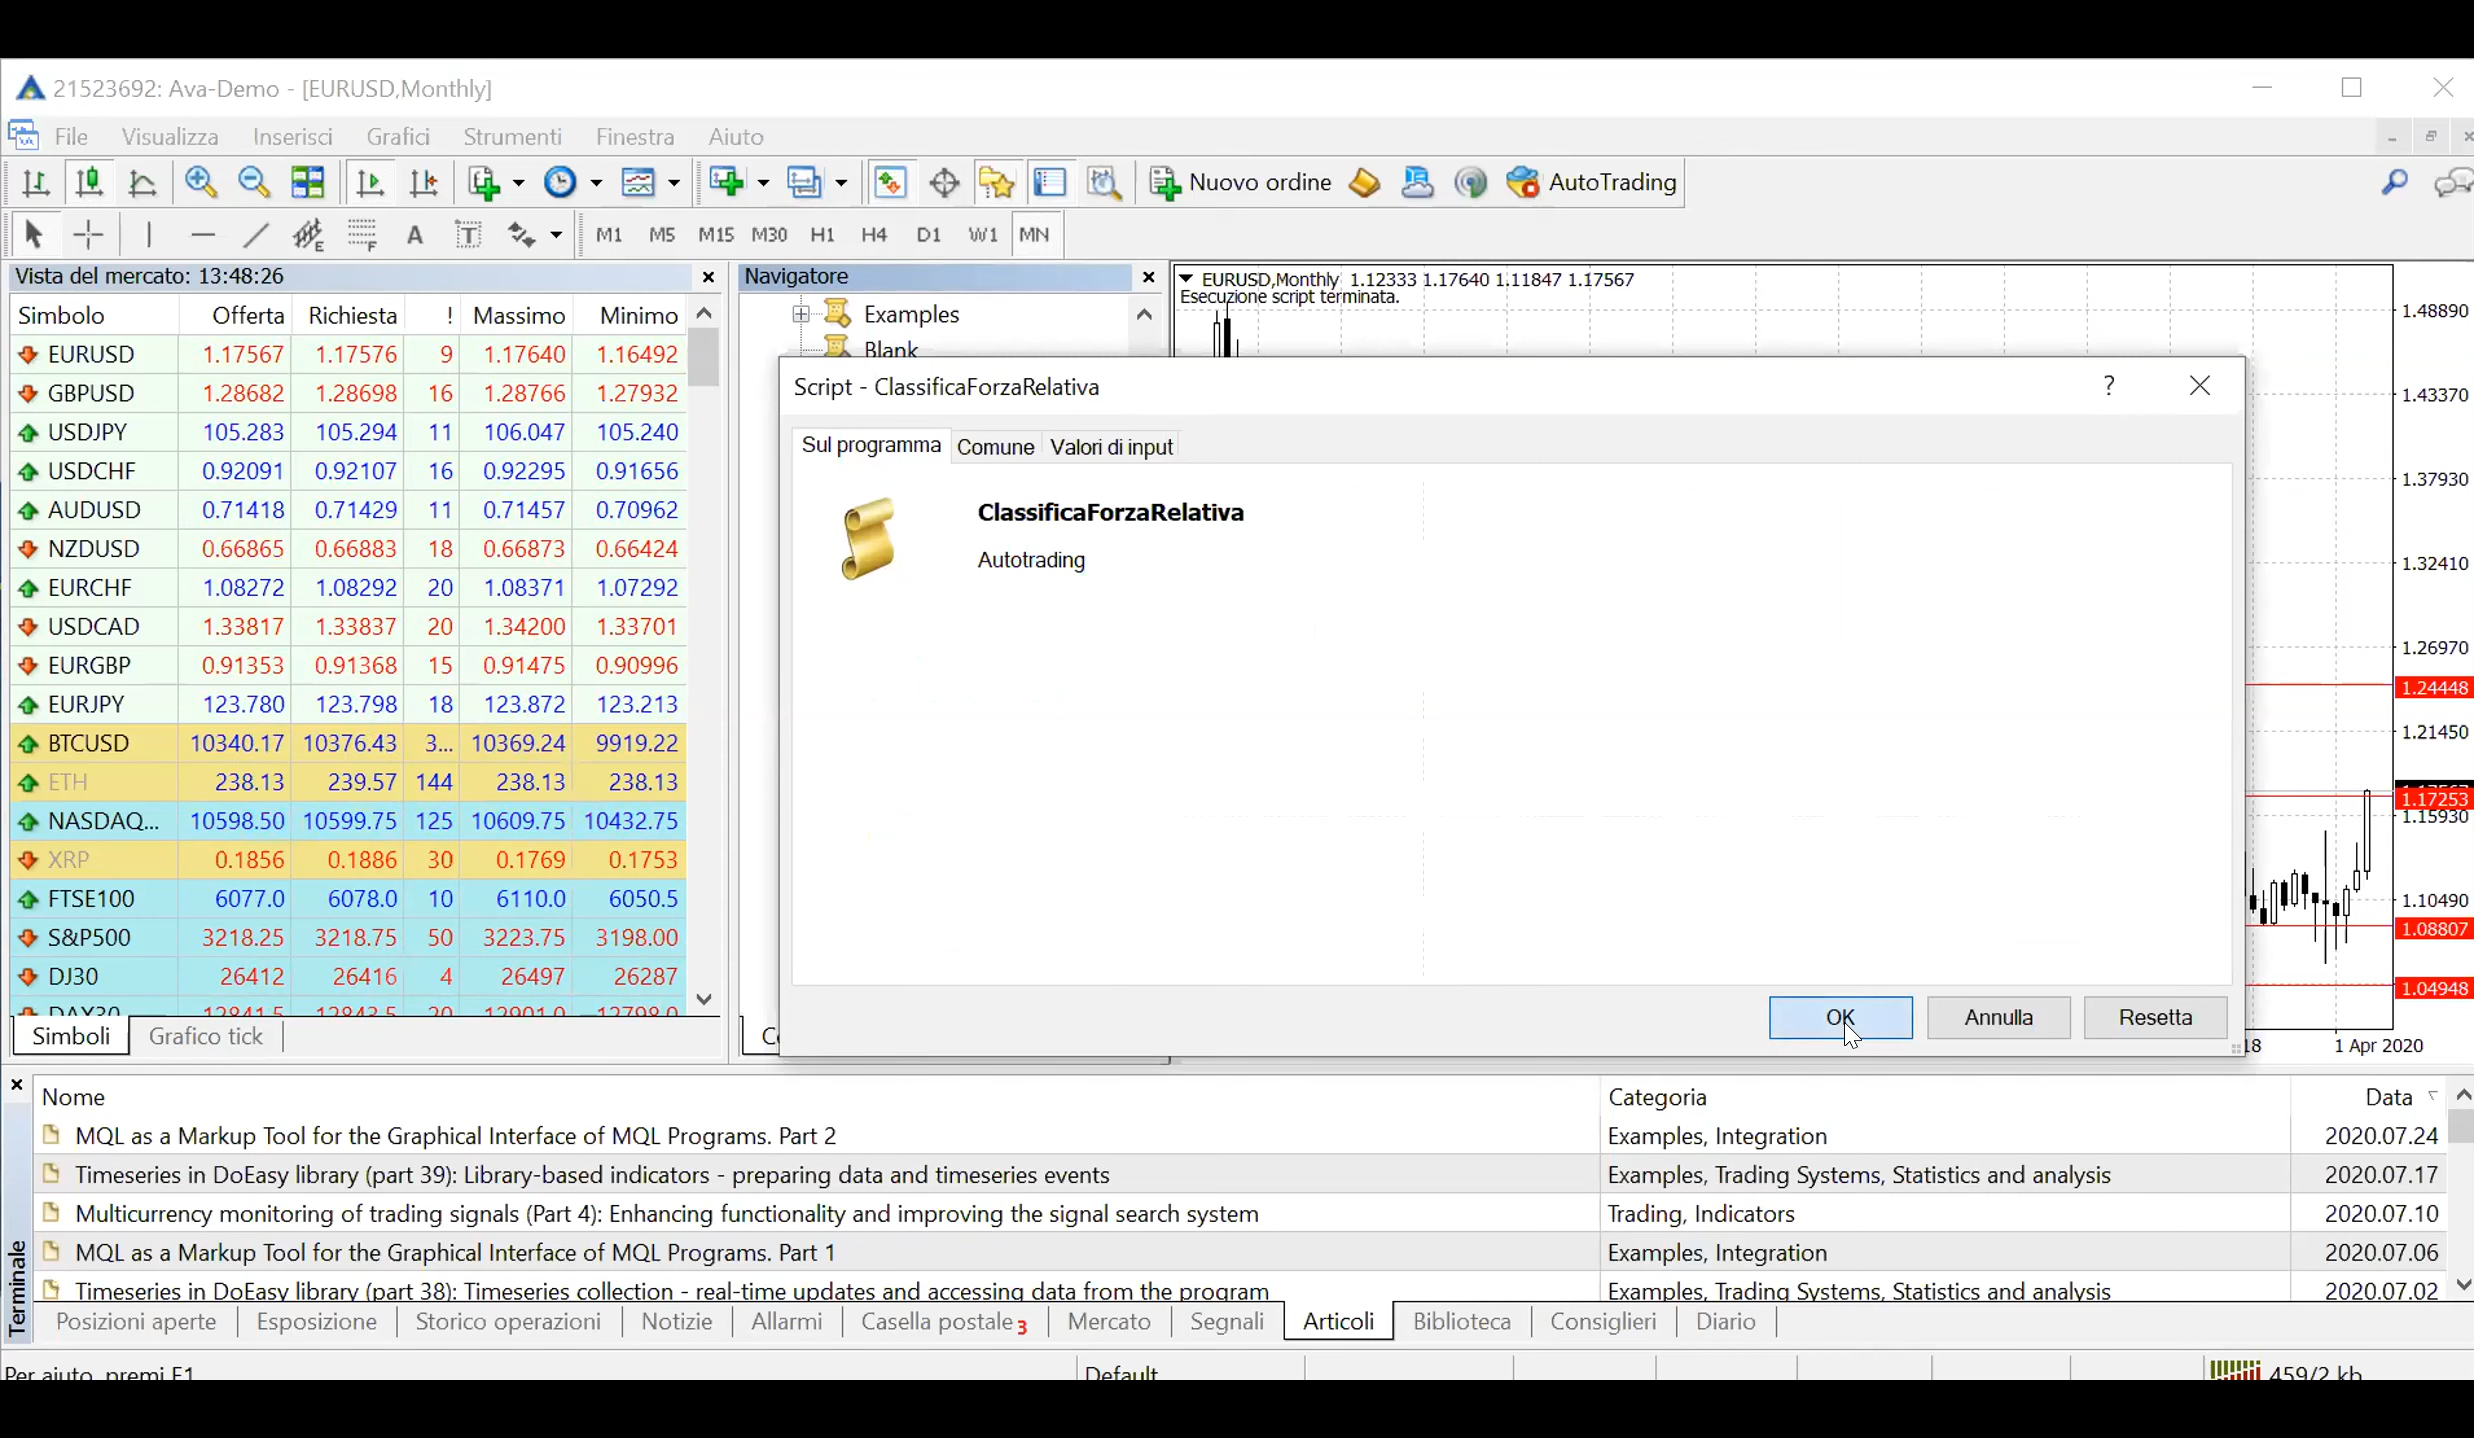 21523692: Ava-Demo - [EURUSD,Monthly]
File Visualizza Inserisci Grafici Strumenti Finestra Aiuto
Nuovo ordine AutoTrading
M1 M5 M15 M30 H1 H4 D1 W1 MN
Vista del mercato: 13:48:26
Simbolo Offerta Richiesta ! Massimo Minimo
EURUSD 1.17567 1.17576 9 1.17640 1.16492
GBPUSD 1.28682 1.28698 16 1.28766 1.27932
USDJPY 105.283 105.294 11 106.047 105.240
USDCHF 0.92091 0.92107 16 0.92295 0.91656
AUDUSD 0.71418 0.71429 11 0.71457 0.70962
NZDUSD 0.66865 0.66883 18 0.66873 0.66424
EURCHF 1.08272 1.08292 20 1.08371 1.07292
USDCAD 1.33817 1.33837 20 1.34200 1.33701
EURGBP 0.91353 0.91368 15 0.91475 0.90996
EURJPY 123.780 123.798 18 123.872 123.213
BTCUSD 10340.17 10376.43 3... 10369.24 9919.22
ETH 238.13 239.57 144 238.13 238.13
NASDAQ... 10598.50 10599.75 125 10609.75 10432.75
XRP 0.1856 0.1886 30 0.1769 0.1753
FTSE100 6077.0 6078.0 10 6110.0 6050.5
S&P500 3218.25 3218.75 50 3223.75 3198.00
DJ30 26412 26416 4 26497 26287
DAX30 12841.5 12843.5 20 12901.0 12798.0
Simboli Grafico tick
Navigatore
Examples
Blank
EURUSD,Monthly 1.12333 1.17640 1.11847 1.17567
Esecuzione script terminata.
Script - ClassificaForzaRelativa
?
Sul programma Comune Valori di input
ClassificaForzaRelativa
Autotrading
OK Annulla Resetta
1.48890
1.43370
1.37930
1.32410
1.26970
1.24448
1.21450
1.17253
1.15930
1.10490
1.08807
1.04948
18 1 Apr 2020
Nome Categoria Data
MQL as a Markup Tool for the Graphical Interface of MQL Programs. Part 2 Examples, Integration 2020.07.24
Timeseries in DoEasy library (part 39): Library-based indicators - preparing data and timeseries events Examples, Trading Systems, Statistics and analysis 2020.07.17
Multicurrency monitoring of trading signals (Part 4): Enhancing functionality and improving the signal search system Trading, Indicators 2020.07.10
MQL as a Markup Tool for the Graphical Interface of MQL Programs. Part 1 Examples, Integration 2020.07.06
Timeseries in DoEasy library (part 38): Timeseries collection - real-time updates and accessing data from the program Examples, Trading Systems, Statistics and analysis 2020.07.02
Terminale
Posizioni aperte Esposizione Storico operazioni Notizie Allarmi Casella postale 3 Mercato Segnali Articoli Biblioteca Consiglieri Diario
Per aiuto, premi F1 Default 459/2 kb